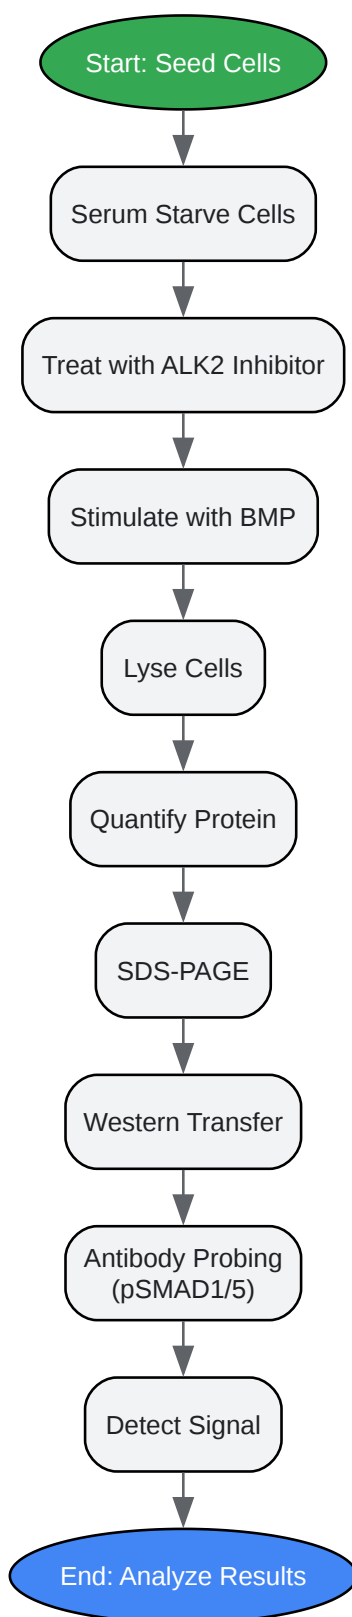 Start: Seed Cells
Serum Starve Cells
Treat with ALK2 Inhibitor
Stimulate with BMP
Lyse Cells
Quantify Protein
SDS-PAGE
Western Transfer
Antibody Probing
(pSMAD1/5)
Detect Signal
End: Analyze Results